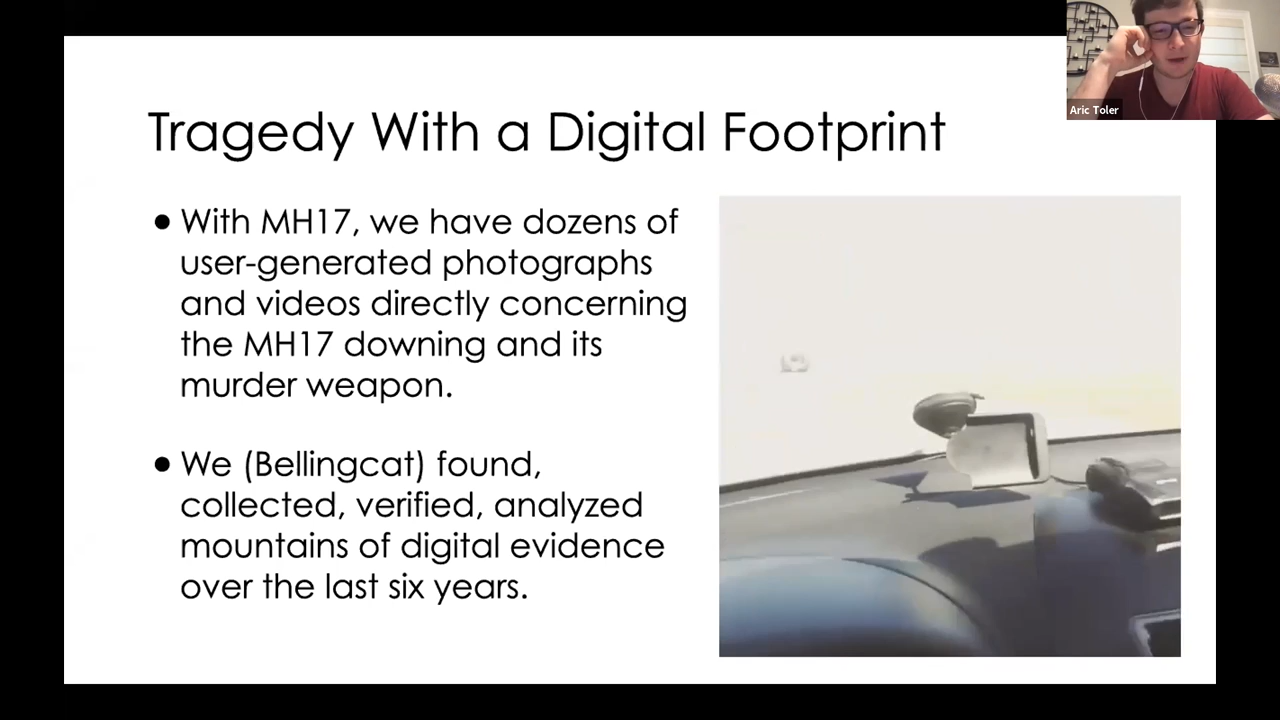 Aric Toler
Tragedy With a Digital Footprint
● With MH17, we have dozens of
user-generated photographs
and videos directly concerning
the MH17 downing and its
murder weapon.
● We (Bellingcat) found,
collected, verified, analyzed
mountains of digital evidence
over the last six years.